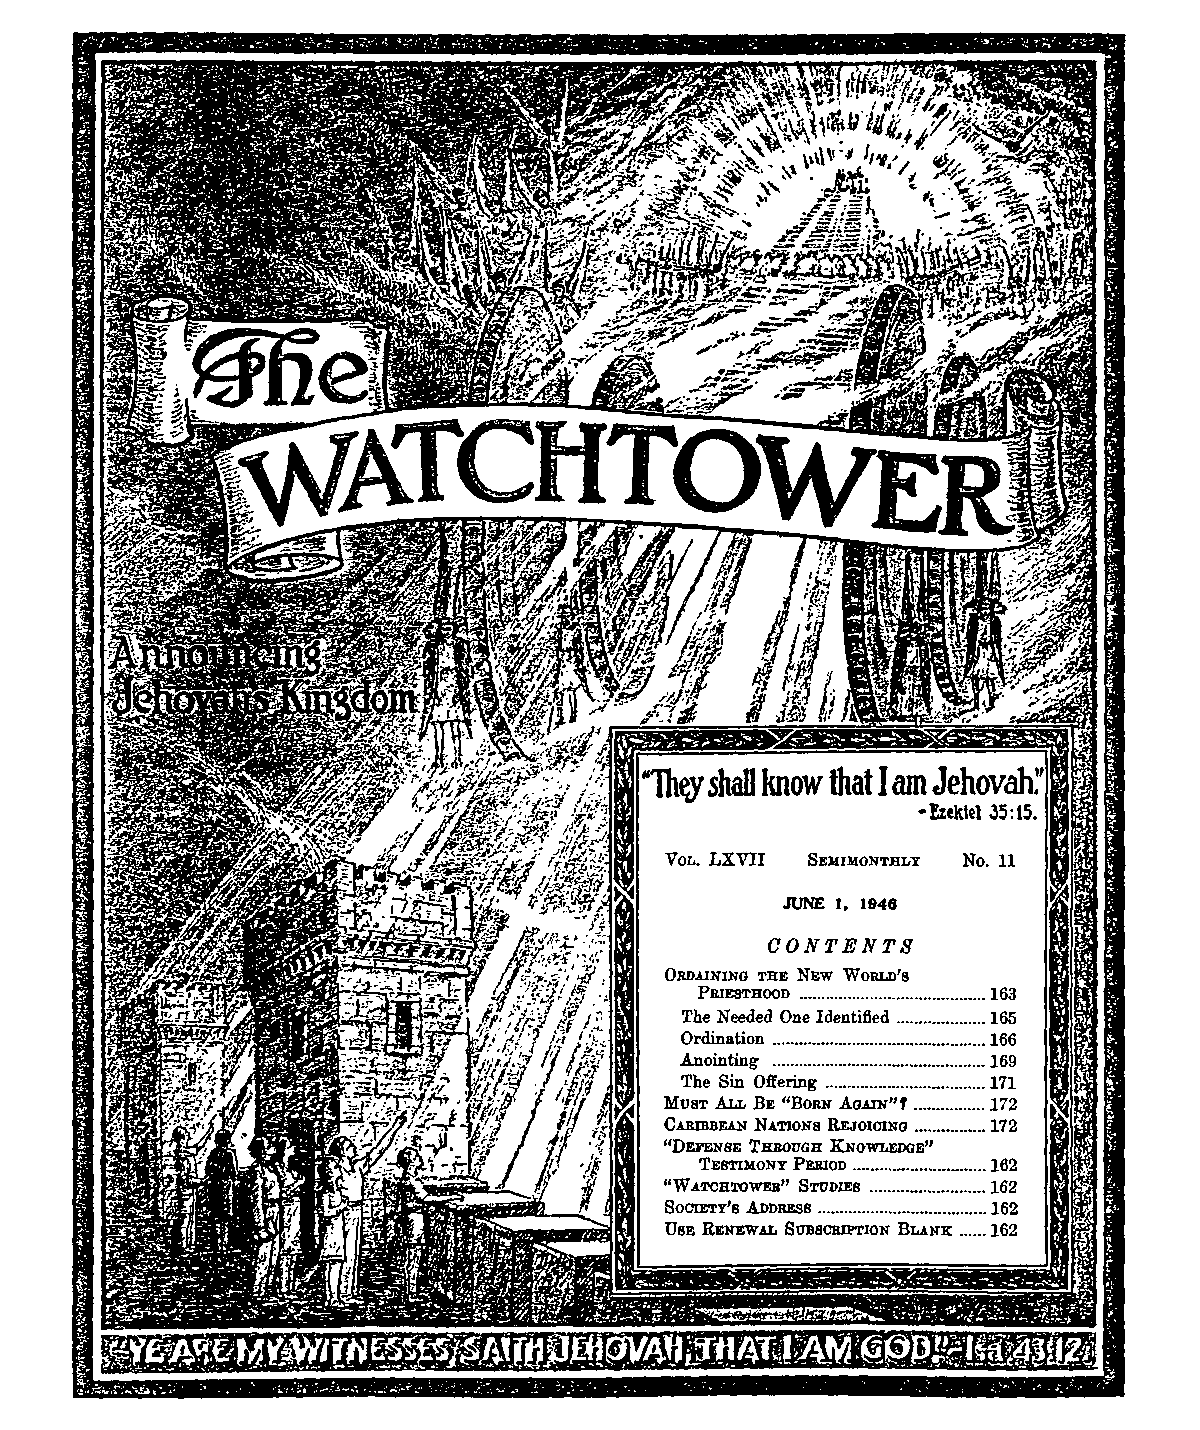 The
WATCHTOWER
Announcing
Jehovah's Kingdom
"They shall know that I am Jehovah."
-Ezekiel 35:15.
VOL. LXVII SEMIMONTHLY NO. 11
JUNE 1, 1946
CONTENTS
ORDAINING THE NEW WORLD'S
PRIESTHOOD ........ 163
The Needed One Identified ........ 165
Ordination ........ 166
Anointing ........ 169
The Sin Offering ........ 171
MUST ALL BE "BORN AGAIN"? ........ 172
CARIBBEAN NATIONS REJOICING ........ 172
"DEFENSE THROUGH KNOWLEDGE"
TESTIMONY PERIOD ........ 162
"WATCHTOWER" STUDIES ........ 162
SOCIETY'S ADDRESS ........ 162
USE RENEWAL SUBSCRIPTION BLANK ...... 162
"YE ARE MY WITNESSES, SAITH JEHOVAH, THAT I AM GOD."-Isa. 43:12